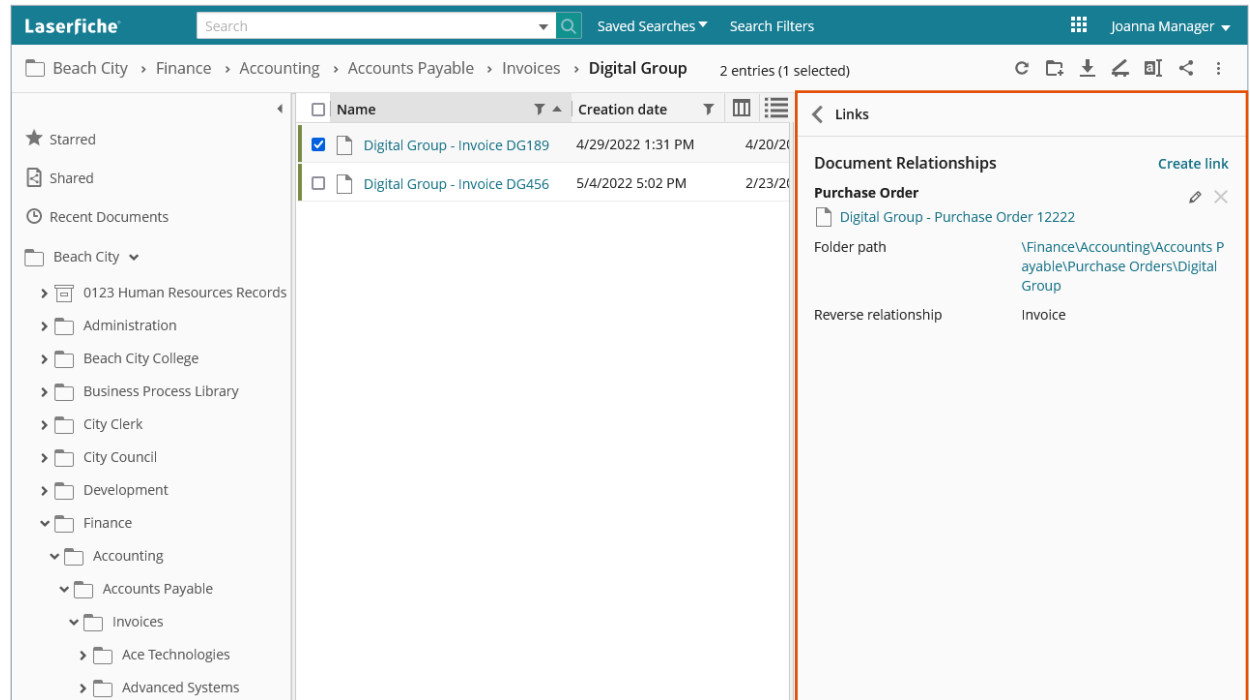 Laserfiche
Search
Saved Searches
Search Filters
Joanna Manager
Beach City › Finance › Accounting › Accounts Payable › Invoices › Digital Group
2 entries (1 selected)
Starred
Shared
Recent Documents
Beach City
0123 Human Resources Records
Administration
Beach City College
Business Process Library
City Clerk
City Council
Development
Finance
Accounting
Accounts Payable
Invoices
Ace Technologies
Advanced Systems
Name Creation date
Digital Group - Invoice DG189 4/29/2022 1:31 PM 4/20/20
Digital Group - Invoice DG456 5/4/2022 5:02 PM 2/23/20
Links
Document Relationships Create link
Purchase Order
Digital Group - Purchase Order 12222
Folder path \Finance\Accounting\Accounts P
ayable\Purchase Orders\Digital
Group
Reverse relationship Invoice